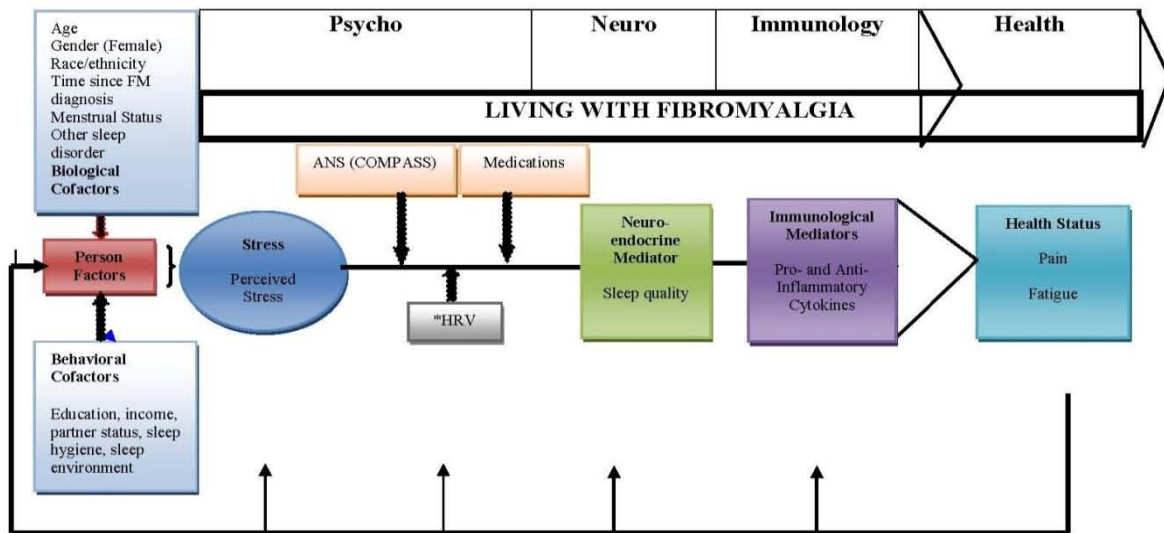 Psycho
Neuro
Immunology
Health
LIVING WITH FIBROMYALGIA
Age
Gender (Female)
Race/ethnicity
Time since FM
diagnosis
Menstrual Status
Other sleep
disorder
Biological
Cofactors
Person
Factors
Behavioral
Cofactors
Education, income,
partner status, sleep
hygiene, sleep
environment
Stress
Perceived
Stress
ANS (COMPASS)
Medications
*HRV
Neuro-
endocrine
Mediator
Sleep quality
Immunological
Mediators
Pro- and Anti-
Inflammatory
Cytokines
Health Status
Pain
Fatigue